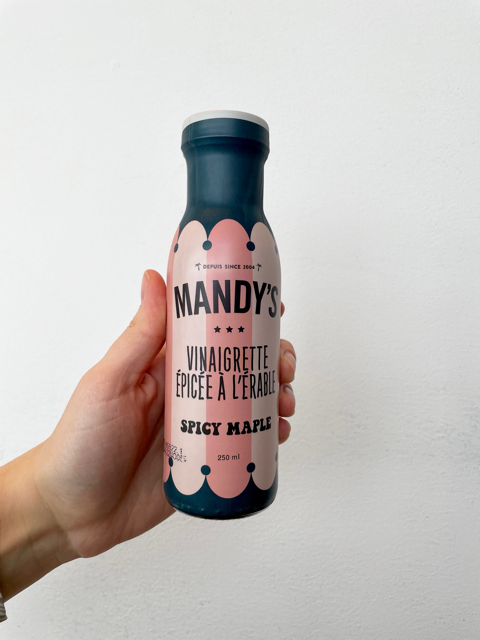 DEPUIS SINCE 2004
MANDY'S
VINAIGRETTE
ÉPICÉE À L'ÉRABLE
SPICY MAPLE
250 ml